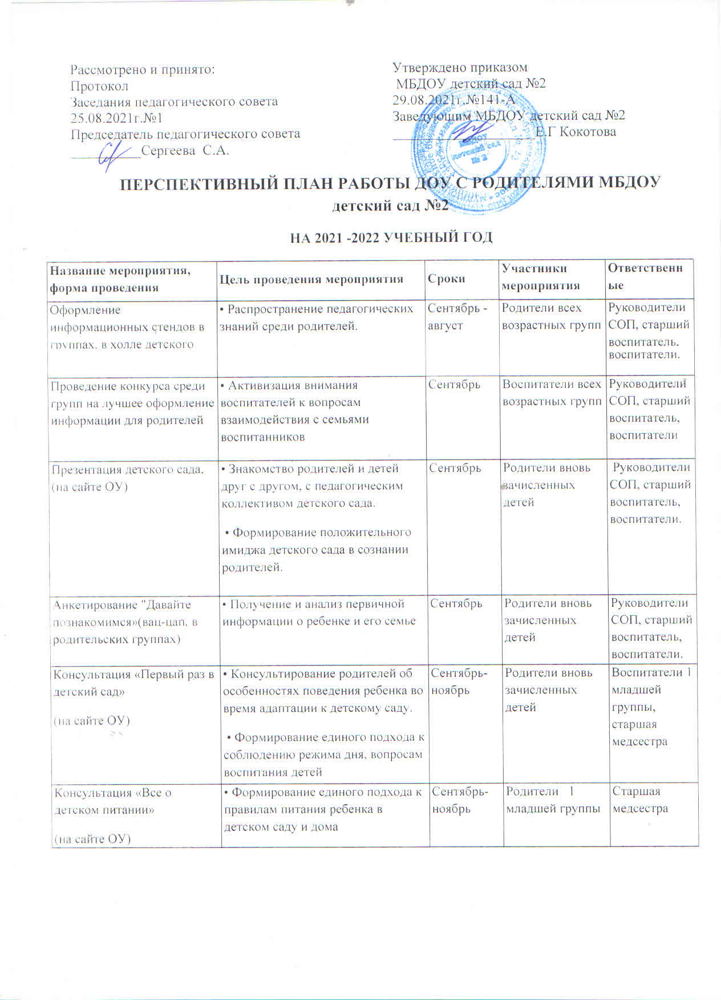 Рассмотрено и принято:
Протокол
Заседания педагогического совета
25.08.2021г.№1
Председатель педагогического совета
__________Сергеева С.А.
Утверждено приказом
МБДОУ детский сад №2
29.08.2021г.№141-А
Заведующим МБДОУ детский сад №2
____________________Е.Г Кокотова
МБДОУ
детский сад
№ 2
ПЕРСПЕКТИВНЫЙ ПЛАН РАБОТЫ ДОУ С РОДИТЕЛЯМИ МБДОУ
детский сад №2
НА 2021 -2022 УЧЕБНЫЙ ГОД
Название мероприятия,
форма проведения
Цель проведения мероприятия
Сроки
Участники
мероприятия
Ответственн
ые
Оформление
информационных стендов в
группах, в холле детского
• Распространение педагогических
знаний среди родителей.
Сентябрь -
август
Родители всех
возрастных групп
Руководители
СОП, старший
воспитатель.
воспитатели.
Проведение конкурса среди
групп на лучшее оформление
информации для родителей
• Активизация внимания
воспитателей к вопросам
взаимодействия с семьями
воспитанников
Сентябрь
Воспитатели всех
возрастных групп
Руководители
СОП, старший
воспитатель,
воспитатели
Презентация детского сада.
(на сайте ОУ)
• Знакомство родителей и детей
друг с другом, с педагогическим
коллективом детского сада.
• Формирование положительного
имиджа детского сада в сознании
родителей.
Сентябрь
Родители вновь
зачисленных
детей
Руководители
СОП, старший
воспитатель,
воспитатели.
Анкетирование "Давайте
познакомимся»(вац-цап. в
родительских группах)
• Получение и анализ первичной
информации о ребенке и его семье
Сентябрь
Родители вновь
зачисленных
детей
Руководители
СОП, старший
воспитатель,
воспитатели.
Консультация «Первый раз в
детский сад»
(на сайте ОУ)
• Консультирование родителей об
особенностях поведения ребенка во
время адаптации к детскому саду.
• Формирование единого подхода к
соблюдению режима дня, вопросам
воспитания детей
Сентябрь-
ноябрь
Родители вновь
зачисленных
детей
Воспитатели 1
младшей
группы,
старшая
медсестра
Консультация «Все о
детском питании»
(на сайте ОУ)
• Формирование единого подхода к
правилам питания ребенка в
детском саду и дома
Сентябрь-
ноябрь
Родители 1
младшей группы
Старшая
медсестра